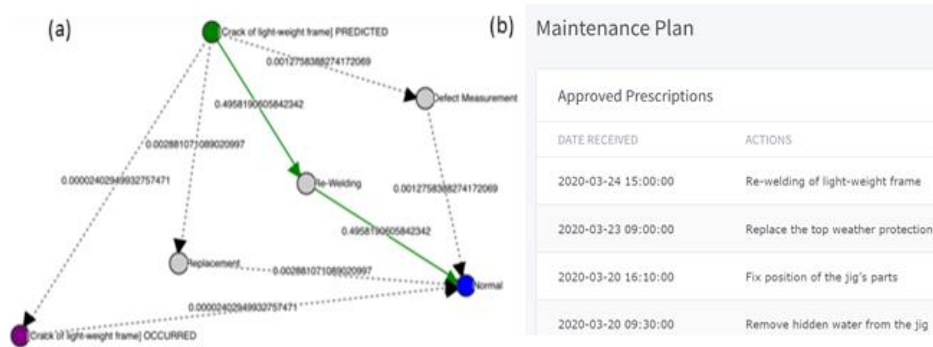 (a)
[Crack of light-weight frame] PREDICTED
0.0012758388274172069
Defect Measurement
0.4958190605842342
0.002881071089020997
0.00002402949932757471
Re-Welding
0.0012758388274172069
0.4958190605842342
Replacement
0.002881071089020997
Normal
0.00002402949932757471
[Crack of light-weight frame] OCCURRED
(b)
Maintenance Plan
Approved Prescriptions
DATE RECEIVED ACTIONS
2020-03-24 15:00:00 Re-welding of light-weight frame
2020-03-23 09:00:00 Replace the top weather protection
2020-03-20 16:10:00 Fix position of the jig's parts
2020-03-20 09:30:00 Remove hidden water from the jig